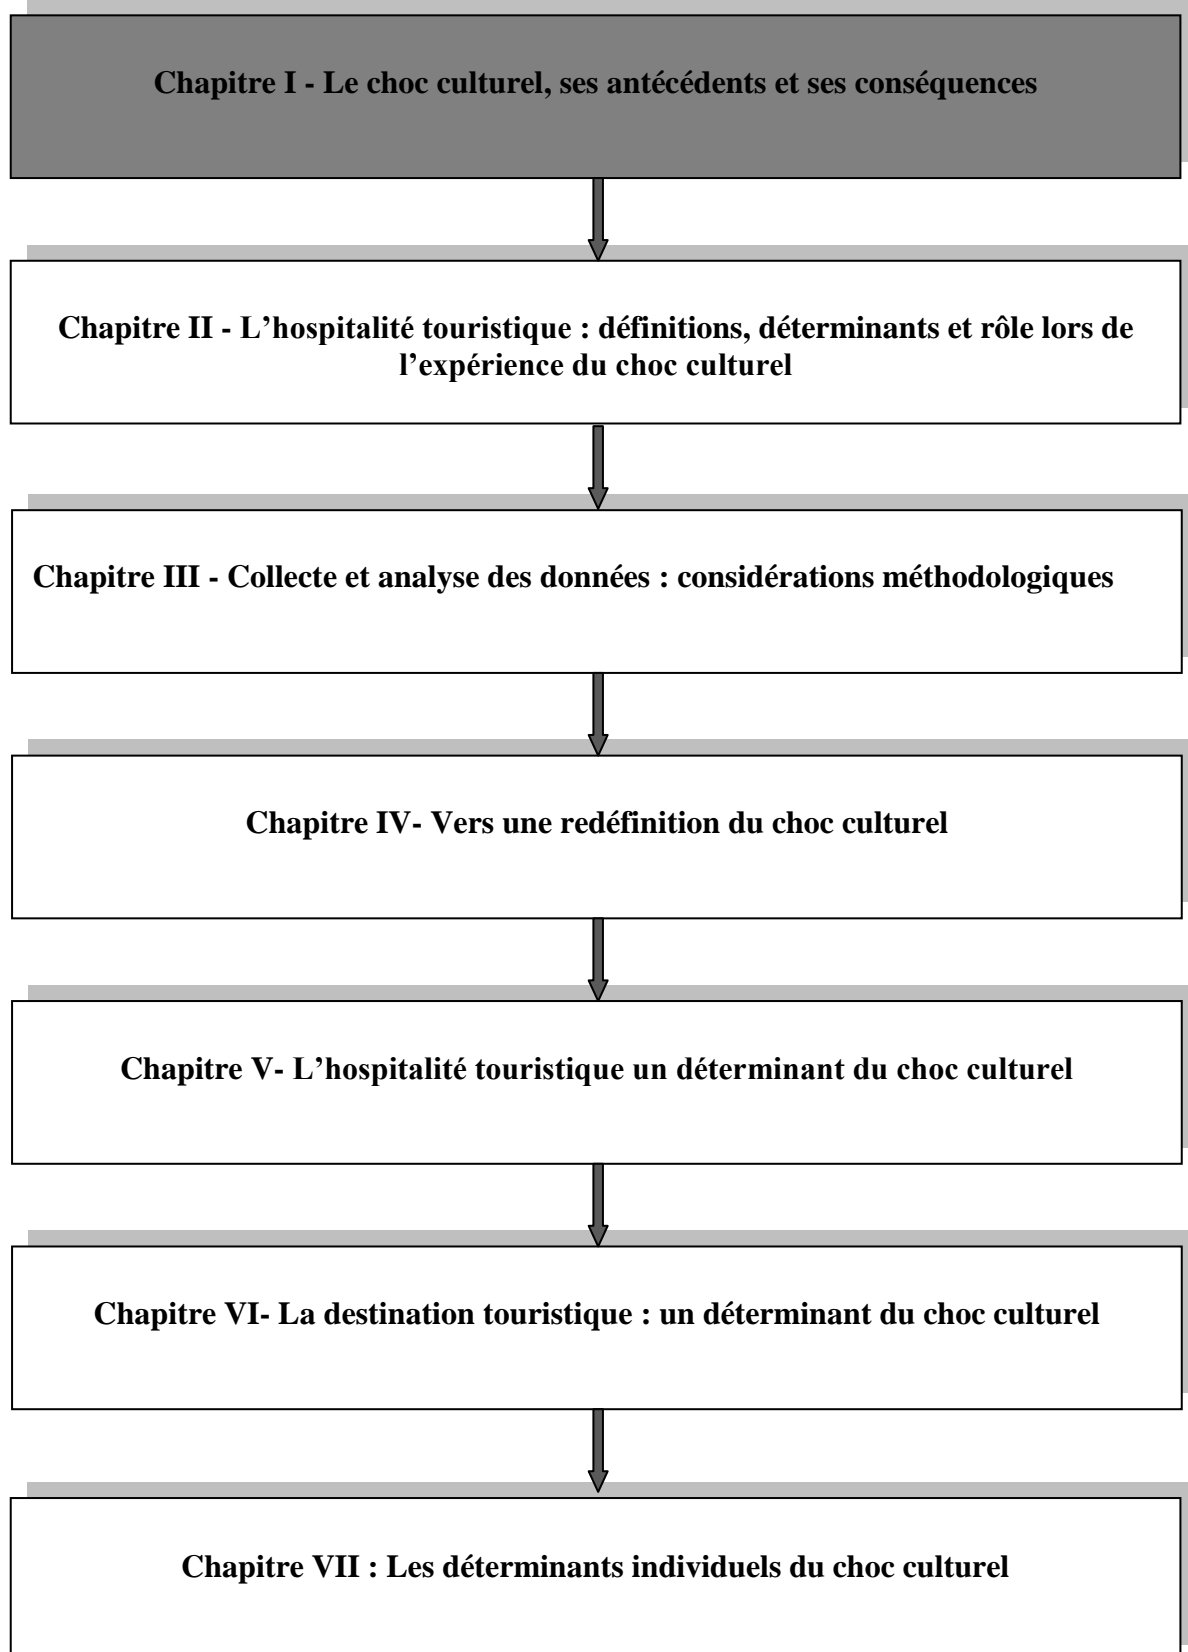 Chapitre I - Le choc culturel, ses antécédents et ses conséquences
Chapitre II - L’hospitalité touristique : définitions, déterminants et rôle lors de
l’expérience du choc culturel
Chapitre III - Collecte et analyse des données : considérations méthodologiques
Chapitre IV- Vers une redéfinition du choc culturel
Chapitre V- L’hospitalité touristique un déterminant du choc culturel
Chapitre VI- La destination touristique : un déterminant du choc culturel
Chapitre VII : Les déterminants individuels du choc culturel